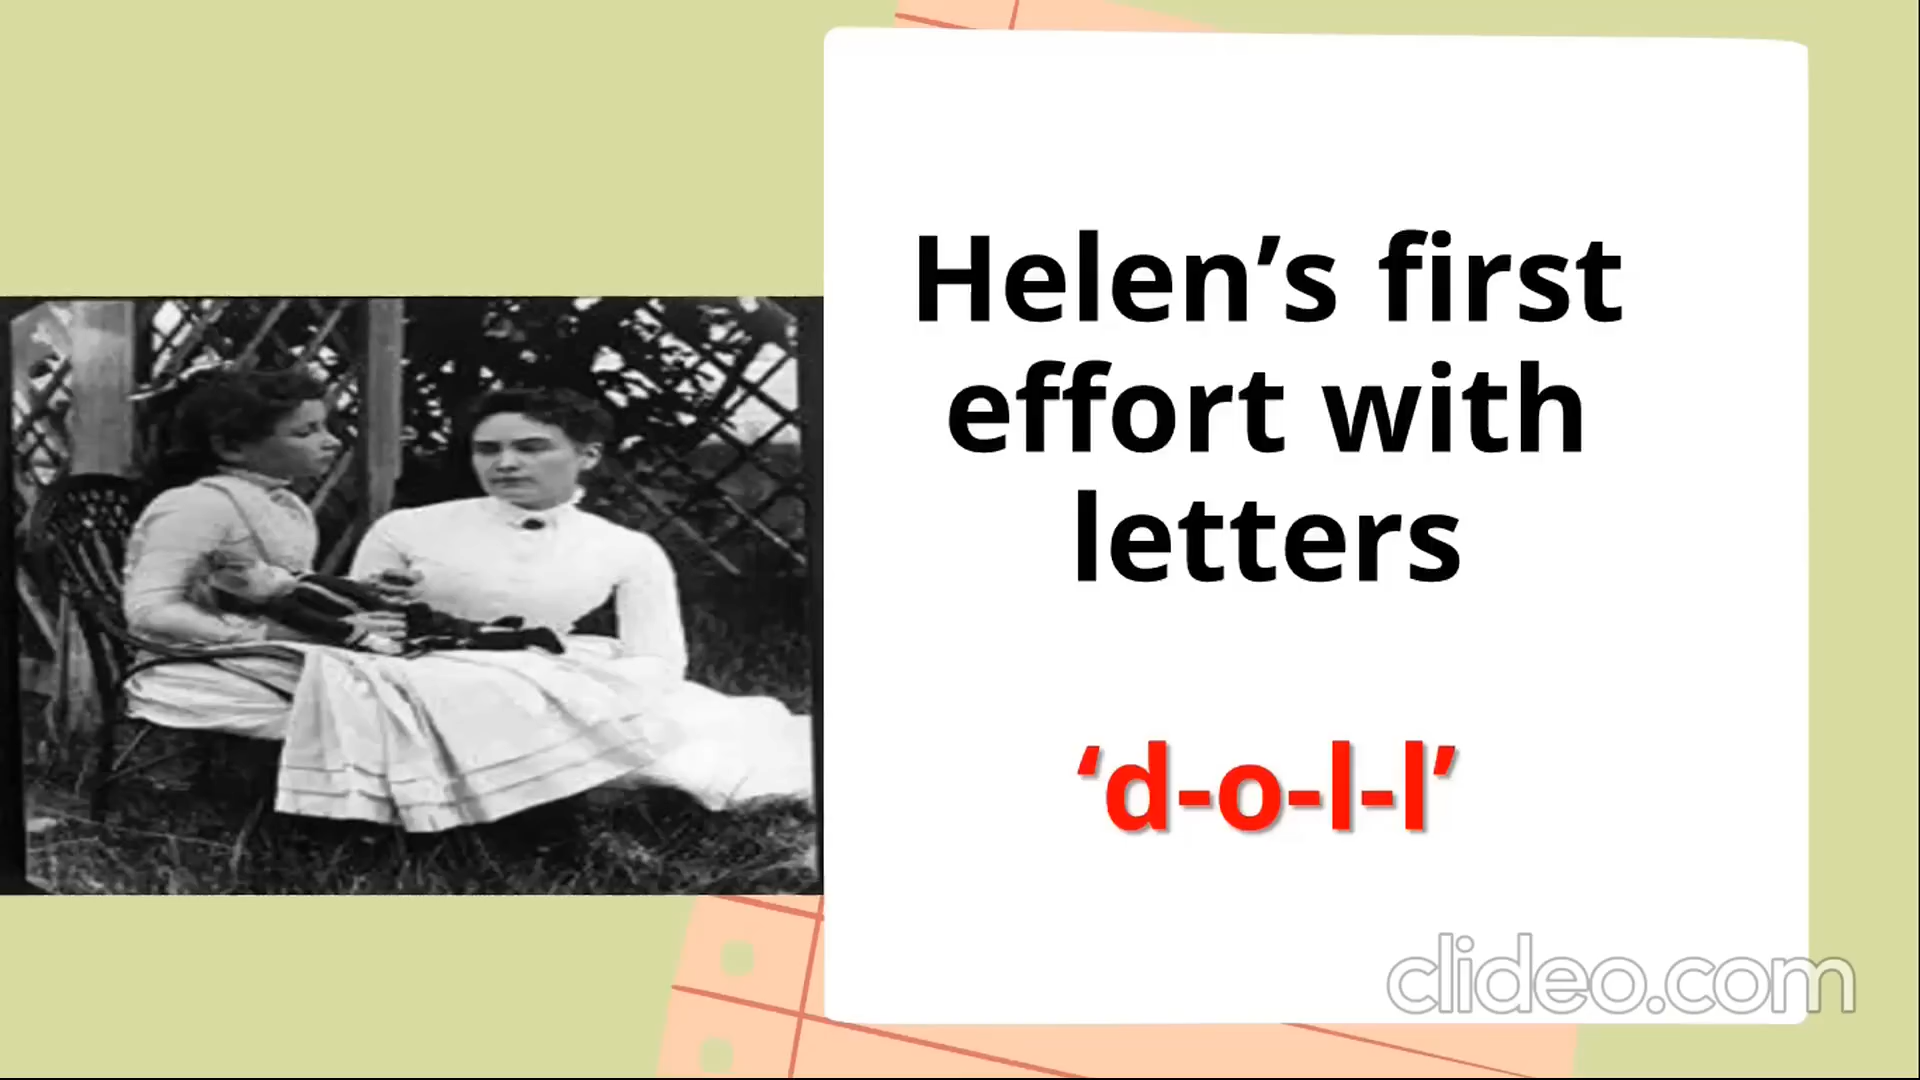 Helen’s first
effort with
letters
‘d-o-l-l’
clideo.com